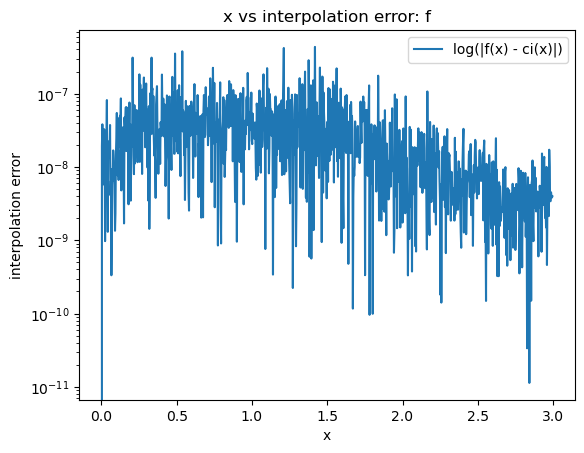 x vs interpolation error: f
log(|f(x) - ci(x)|)
interpolation error
10⁻⁷
10⁻⁸
10⁻⁹
10⁻¹⁰
10⁻¹¹
0.0 0.5 1.0 1.5 2.0 2.5 3.0
x